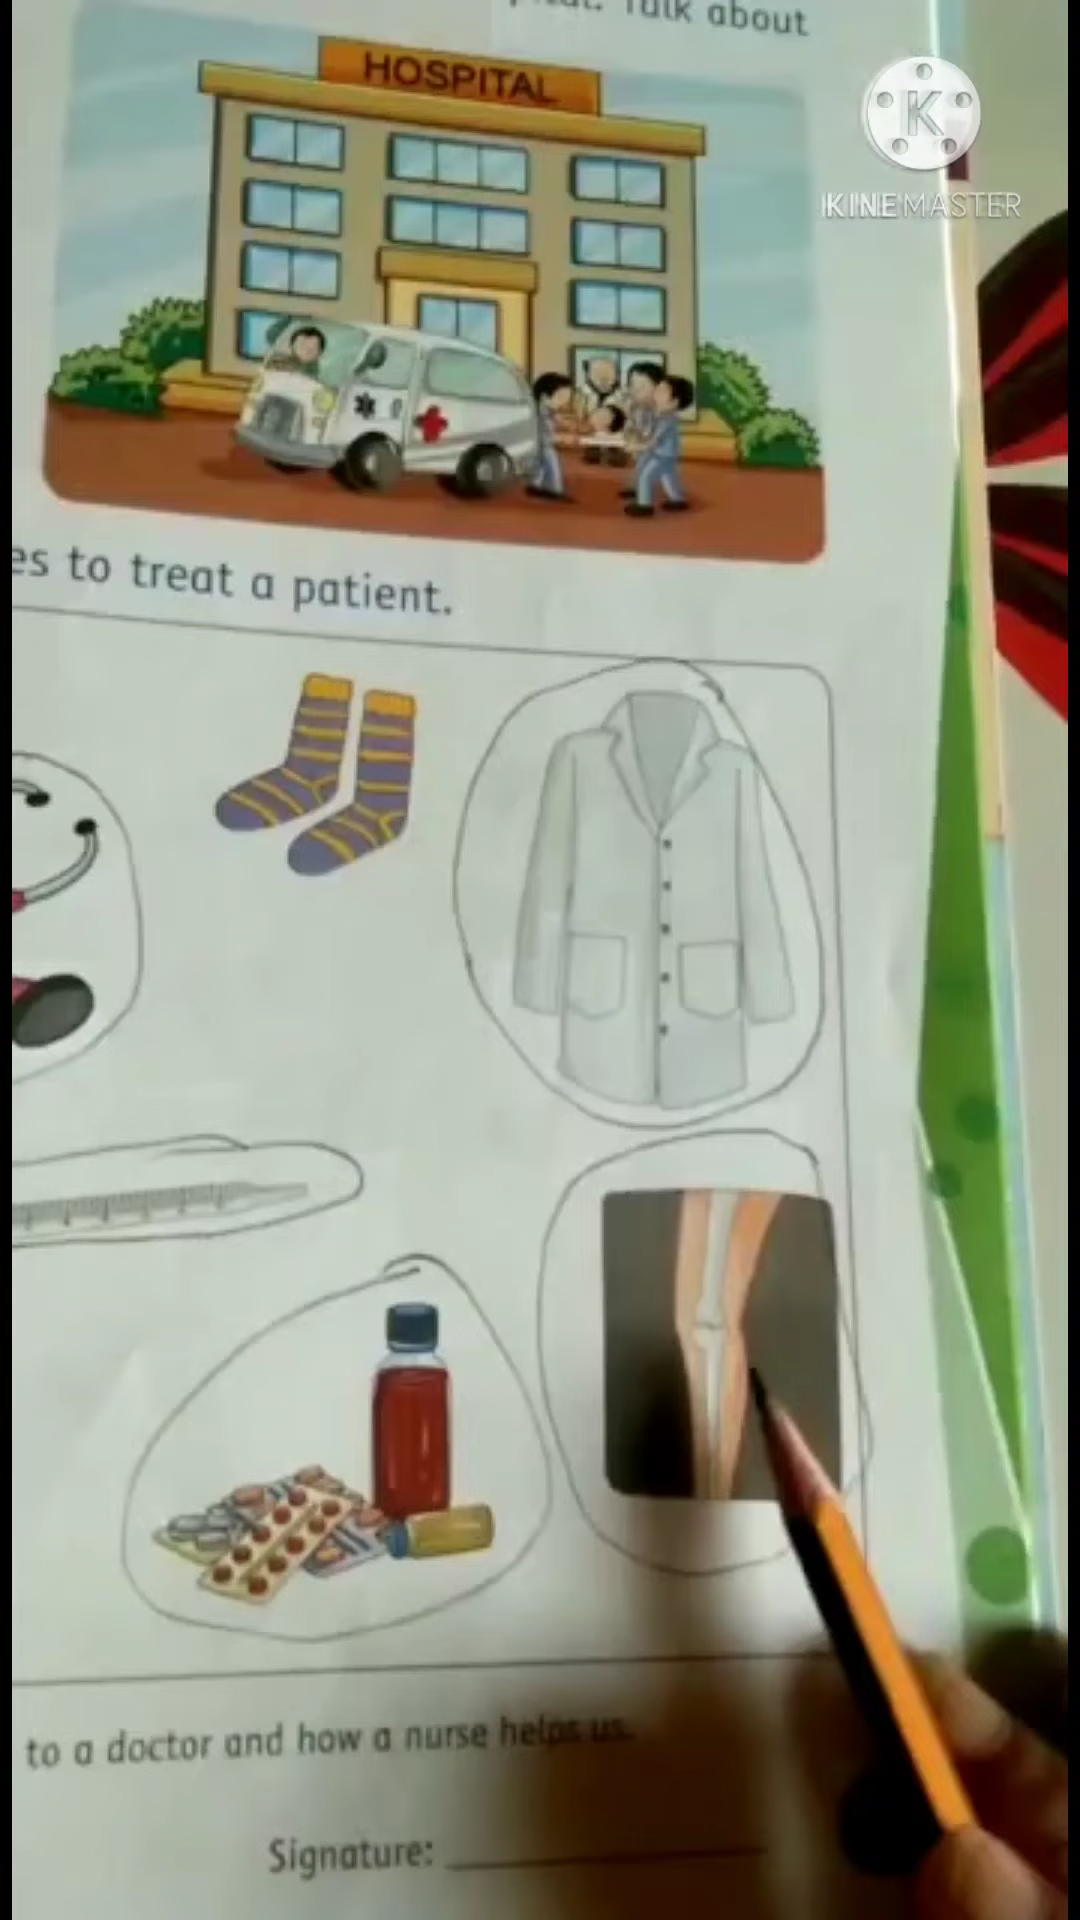 Talk about
HOSPITAL
K
KINEMASTER
es to treat a patient.
to a doctor and how a nurse helps us.
Signature: